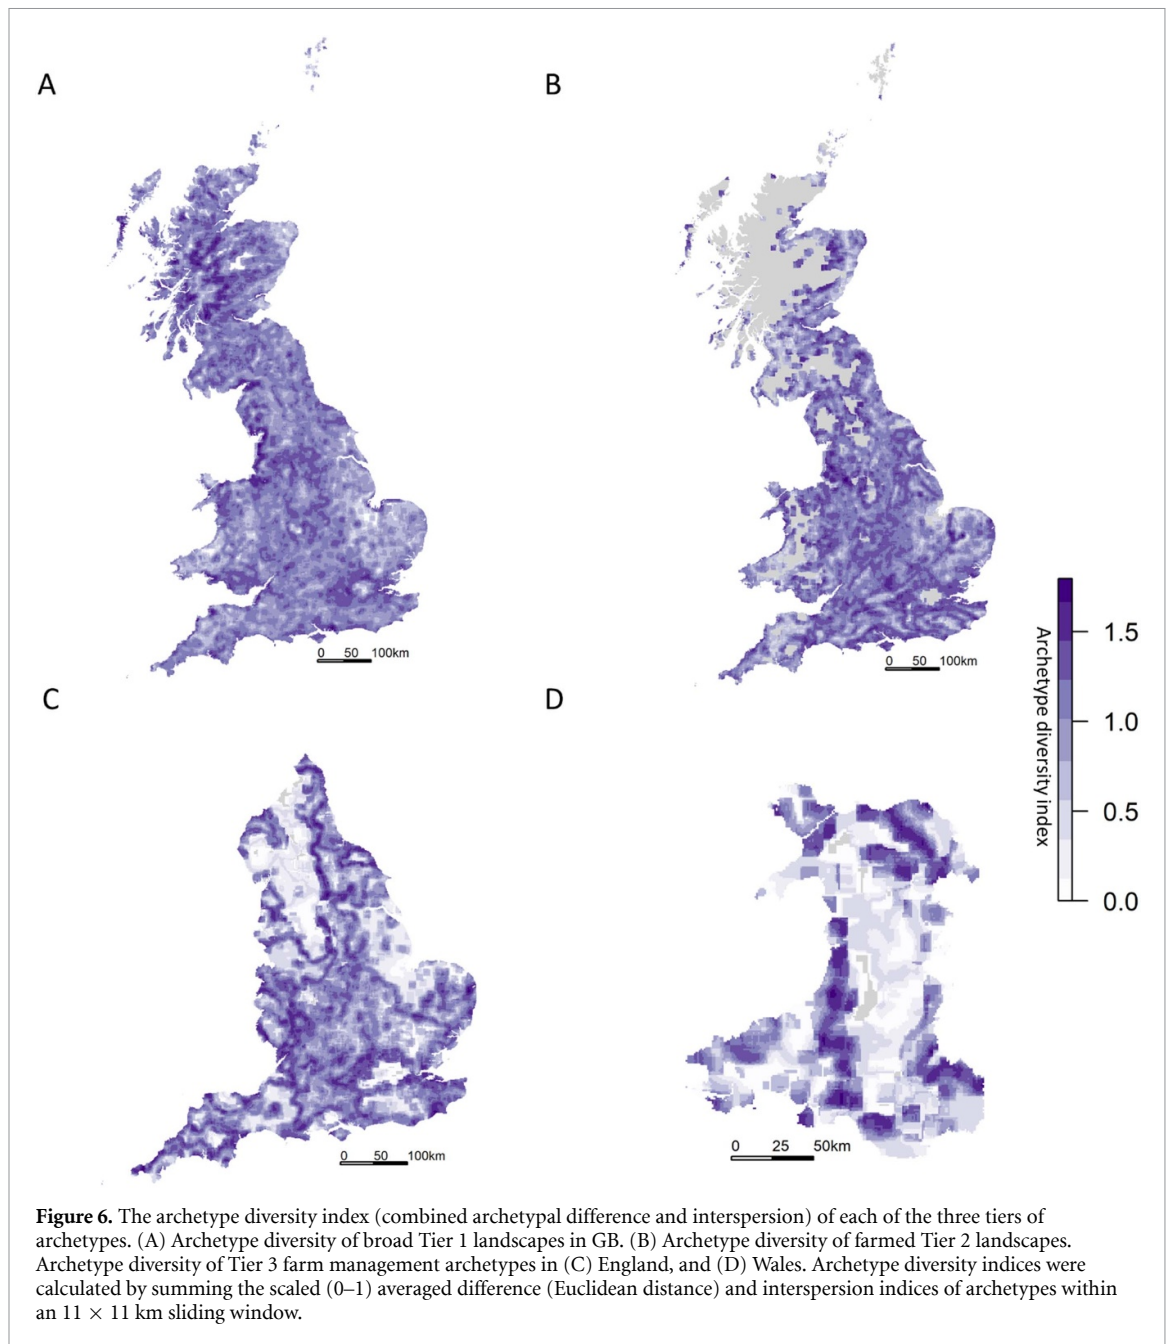 A
B
0 50 100km
0 50 100km
C
D
Archetype diversity index
1.5
1.0
0.5
0.0
0 50 100km
0 25 50km
Figure 6. The archetype diversity index (combined archetypal difference and interspersion) of each of the three tiers of
archetypes. (A) Archetype diversity of broad Tier 1 landscapes in GB. (B) Archetype diversity of farmed Tier 2 landscapes.
Archetype diversity of Tier 3 farm management archetypes in (C) England, and (D) Wales. Archetype diversity indices were
calculated by summing the scaled (0–1) averaged difference (Euclidean distance) and interspersion indices of archetypes within
an 11 × 11 km sliding window.